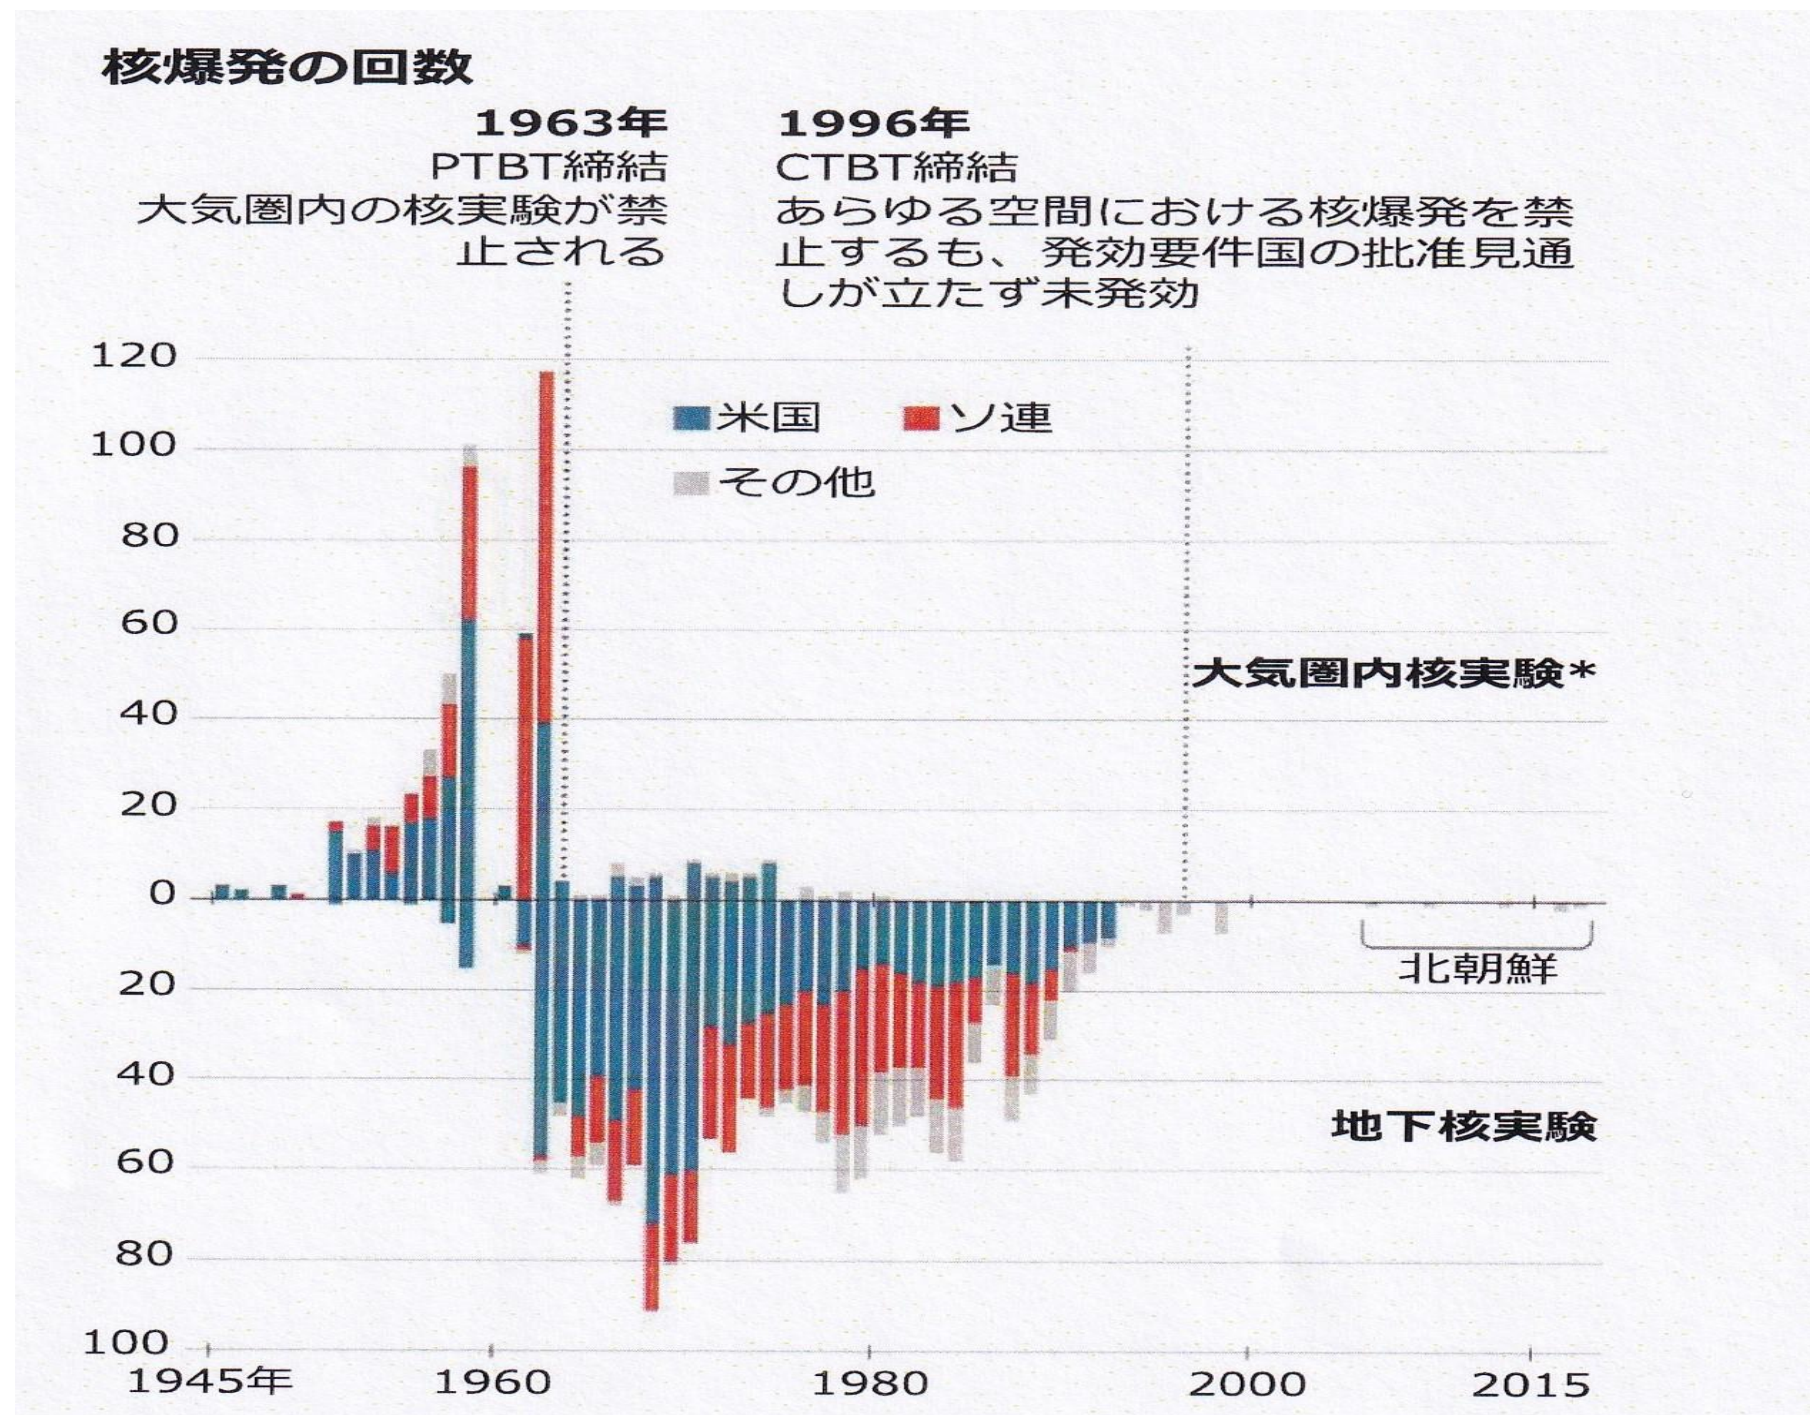 核爆発の回数
1963年
PTBT締結
大気圏内の核実験が禁
止される
1996年
CTBT締結
あらゆる空間における核爆発を禁
止するも、発効要件国の批准見通
しが立たず未発効
120
100
80
60
40
20
0
20
40
60
80
100
米国
ソ連
その他
大気圏内核実験*
北朝鮮
地下核実験
1945年
1960
1980
2000
2015